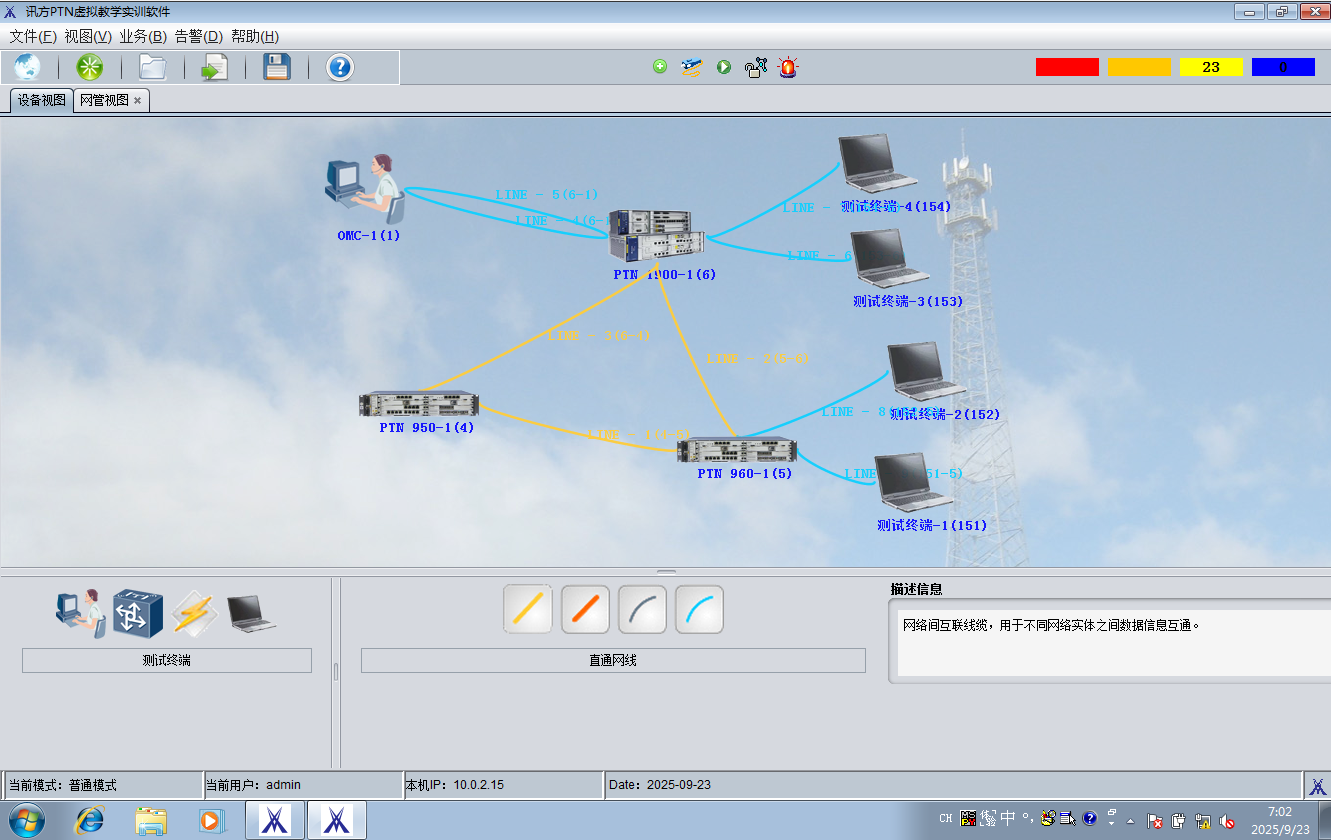 讯方PTN虚拟教学实训软件
文件(F) 视图(V) 业务(B) 告警(D) 帮助(H)
23
0
设备视图
网管视图
LINE - 5(6-1)
LINE - 4(6-
OMC-1(1)
PTN 1900-1(6)
LINE -
测试终端-4(154)
LINE - 6
测试终端-3(153)
LINE - 3(6-4)
LINE - 2(5-6)
PTN 950-1(4)
LINE - 1(4-5)
PTN 960-1(5)
LINE - 8
测试终端-2(152)
LINE
51-5)
测试终端-1(151)
测试终端
直通网线
描述信息
网络间互联线缆，用于不同网络实体之间数据信息互通。
当前模式：普通模式
当前用户：admin
本机IP：10.0.2.15
Date：2025-09-23
CH
中
7:02
2025/9/23